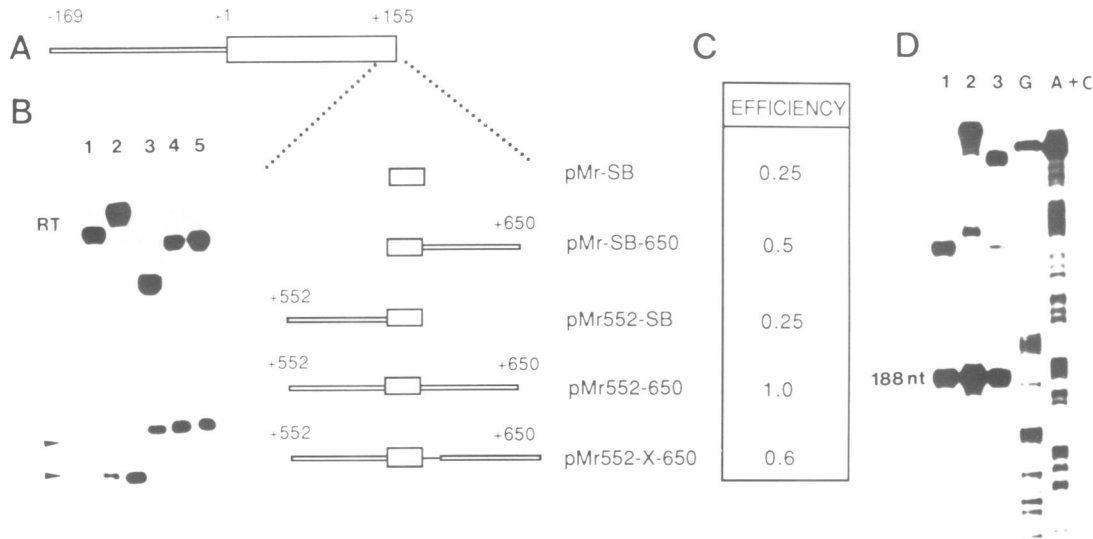 -169 -1 +155
A
B
1 2 3 4 5
RT
pMr-SB
+650
pMr-SB-650
+552
pMr552-SB
+552 +650
pMr552-650
+552 +650
pMr552-X-650
C
EFFICIENCY
0.25
0.5
0.25
1.0
0.6
D
1 2 3 G A + C
188 nt